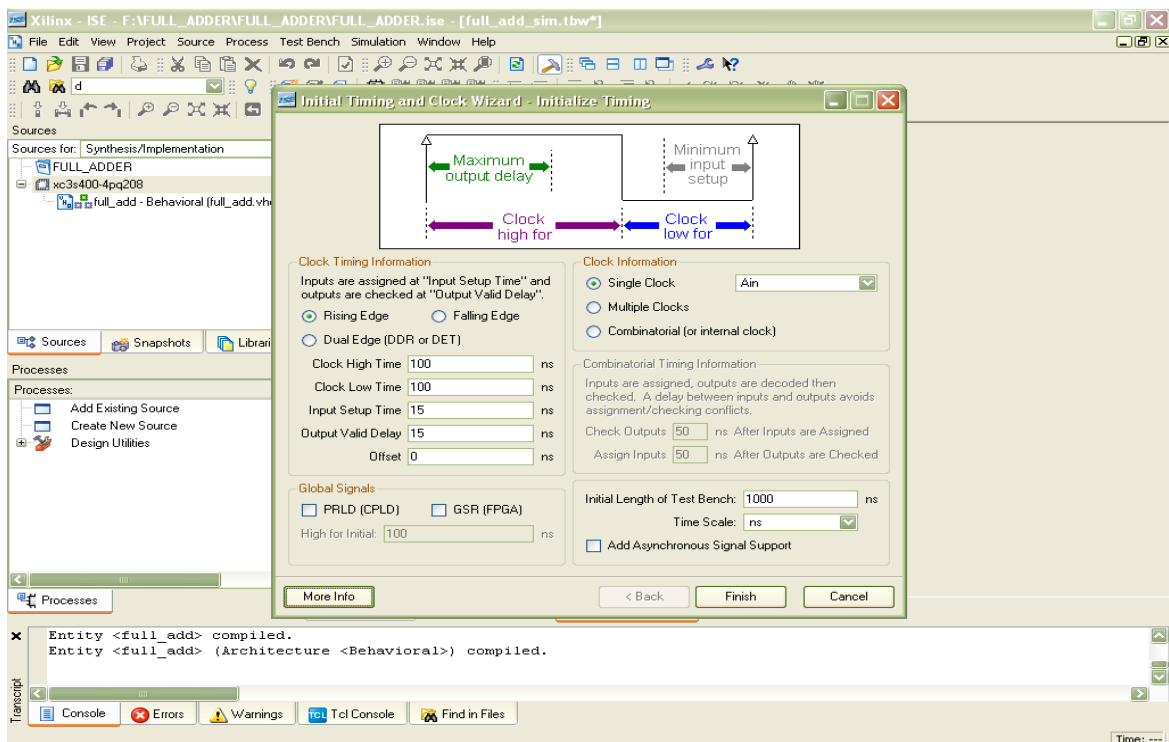 Xilinx - ISE - F:\FULL_ADDER\FULL_ADDER\FULL_ADDER.ise - [full_add_sim.tbw*]
File Edit View Project Source Process Test Bench Simulation Window Help
d
Sources
Sources for: Synthesis/Implementation
FULL_ADDER
xc3s400-4pq208
full_add - Behavioral (full_add.vhd
Sources Snapshots Librari
Processes
Processes:
Add Existing Source
Create New Source
Design Utilities
Processes
Initial Timing and Clock Wizard - Initialize Timing
Maximum
output delay
Minimum
input
setup
Clock
high for
Clock
low for
Clock Timing Information
Inputs are assigned at "Input Setup Time" and
outputs are checked at "Output Valid Delay".
Rising Edge Falling Edge
Dual Edge (DDR or DET)
Clock High Time 100 ns
Clock Low Time 100 ns
Input Setup Time 15 ns
Output Valid Delay 15 ns
Offset 0 ns
Global Signals
PRLD (CPLD) GSR (FPGA)
High for Initial: 100 ns
Clock Information
Single Clock Ain
Multiple Clocks
Combinatorial (or internal clock)
Combinatorial Timing Information
Inputs are assigned, outputs are decoded then
checked. A delay between inputs and outputs avoids
assignment/checking conflicts.
Check Outputs 50 ns After Inputs are Assigned
Assign Inputs 50 ns After Outputs are Checked
Initial Length of Test Bench: 1000 ns
Time Scale: ns
Add Asynchronous Signal Support
More Info < Back Finish Cancel
Entity <full_add> compiled.
Entity <full_add> (Architecture <Behavioral>) compiled.
Transcript
Console Errors Warnings TCL Tcl Console Find in Files
Time: ---